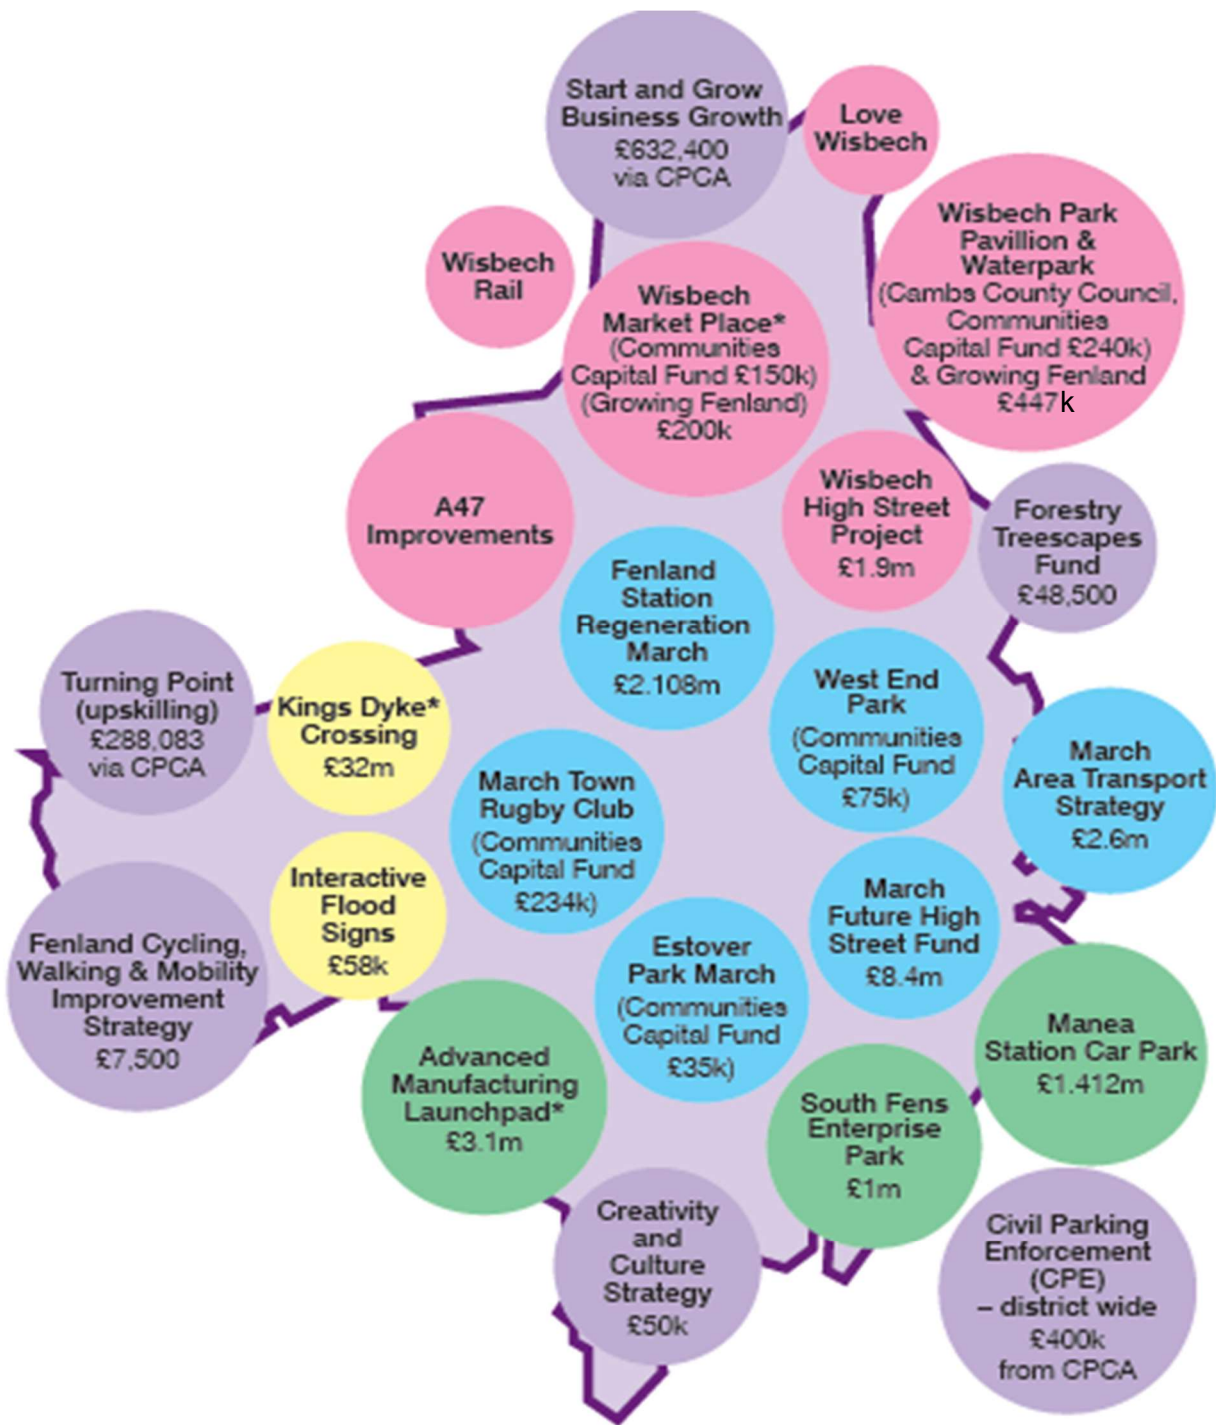 Start and Grow
Business Growth
£632,400
via CPCA
Love
Wisbech
Wisbech Park
Pavillion &
Waterpark
(Cambs County Council,
Communities
Capital Fund £240k)
& Growing Fenland
£447k
Wisbech
Rail
Wisbech
Market Place*
(Communities
Capital Fund £150k)
(Growing Fenland)
£200k
A47
Improvements
Wisbech
High Street
Project
£1.9m
Forestry
Treescapes
Fund
£48,500
Fenland
Station
Regeneration
March
£2.108m
Turning Point
(upskilling)
£288,083
via CPCA
Kings Dyke*
Crossing
£32m
West End
Park
(Communities
Capital Fund
£75k)
March
Area Transport
Strategy
£2.6m
March Town
Rugby Club
(Communities
Capital Fund
£234k)
Interactive
Flood
Signs
£58k
March
Future High
Street Fund
£8.4m
Fenland Cycling,
Walking & Mobility
Improvement
Strategy
£7,500
Estover
Park March
(Communities
Capital Fund
£35k)
Manea
Station Car Park
£1.412m
Advanced
Manufacturing
Launchpad*
£3.1m
South Fens
Enterprise
Park
£1m
Creativity
and
Culture
Strategy
£50k
Civil Parking
Enforcement
(CPE)
– district wide
£400k
from CPCA